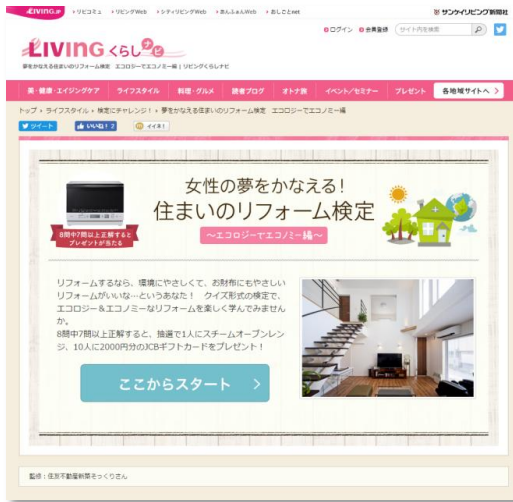 LIVING.jp
リビコミュ
リビングWeb
シティリビングWeb
あんふぁんWeb
おしごとnet
サンケイリビング新聞社
ログイン
会員登録
サイト内を検索
LIVING くらしナビ
夢をかなえる住まいのリフォーム検定 エコロジーでエコノミー編 | リビングくらしナビ
美・健康・エイジングケア
ライフスタイル
料理・グルメ
読者ブログ
オトナ旅
イベント/セミナー
プレゼント
各地域サイトへ
トップ › ライフスタイル › 検定にチャレンジ! › 夢をかなえる住まいのリフォーム検定 エコロジーでエコノミー編
ツイート
いいね! 2
イイネ!
女性の夢をかなえる!
住まいのリフォーム検定
~エコロジーでエコノミー編~
8問中7問以上正解すると
プレゼントが当たる
リフォームするなら、環境にやさしくて、お財布にもやさしい
リフォームがいいな…というあなた! クイズ形式の検定で、
エコロジー&エコノミーなリフォームを楽しく学んでみません
か。
8問中7問以上正解すると、抽選で1人にスチームオーブンレン
ジ、10人に2000円分のJCBギフトカードをプレゼント!
ここからスタート
監修:住友不動産新築そっくりさん